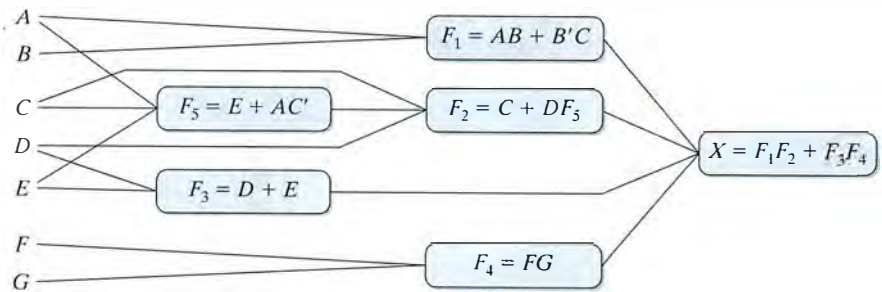 A
B
C
D
E
F
G
F₁ = AB + B′C
F₅ = E + AC′
F₂ = C + DF₅
F₃ = D + E
F₄ = FG
X = F₁F₂ + F₃F₄